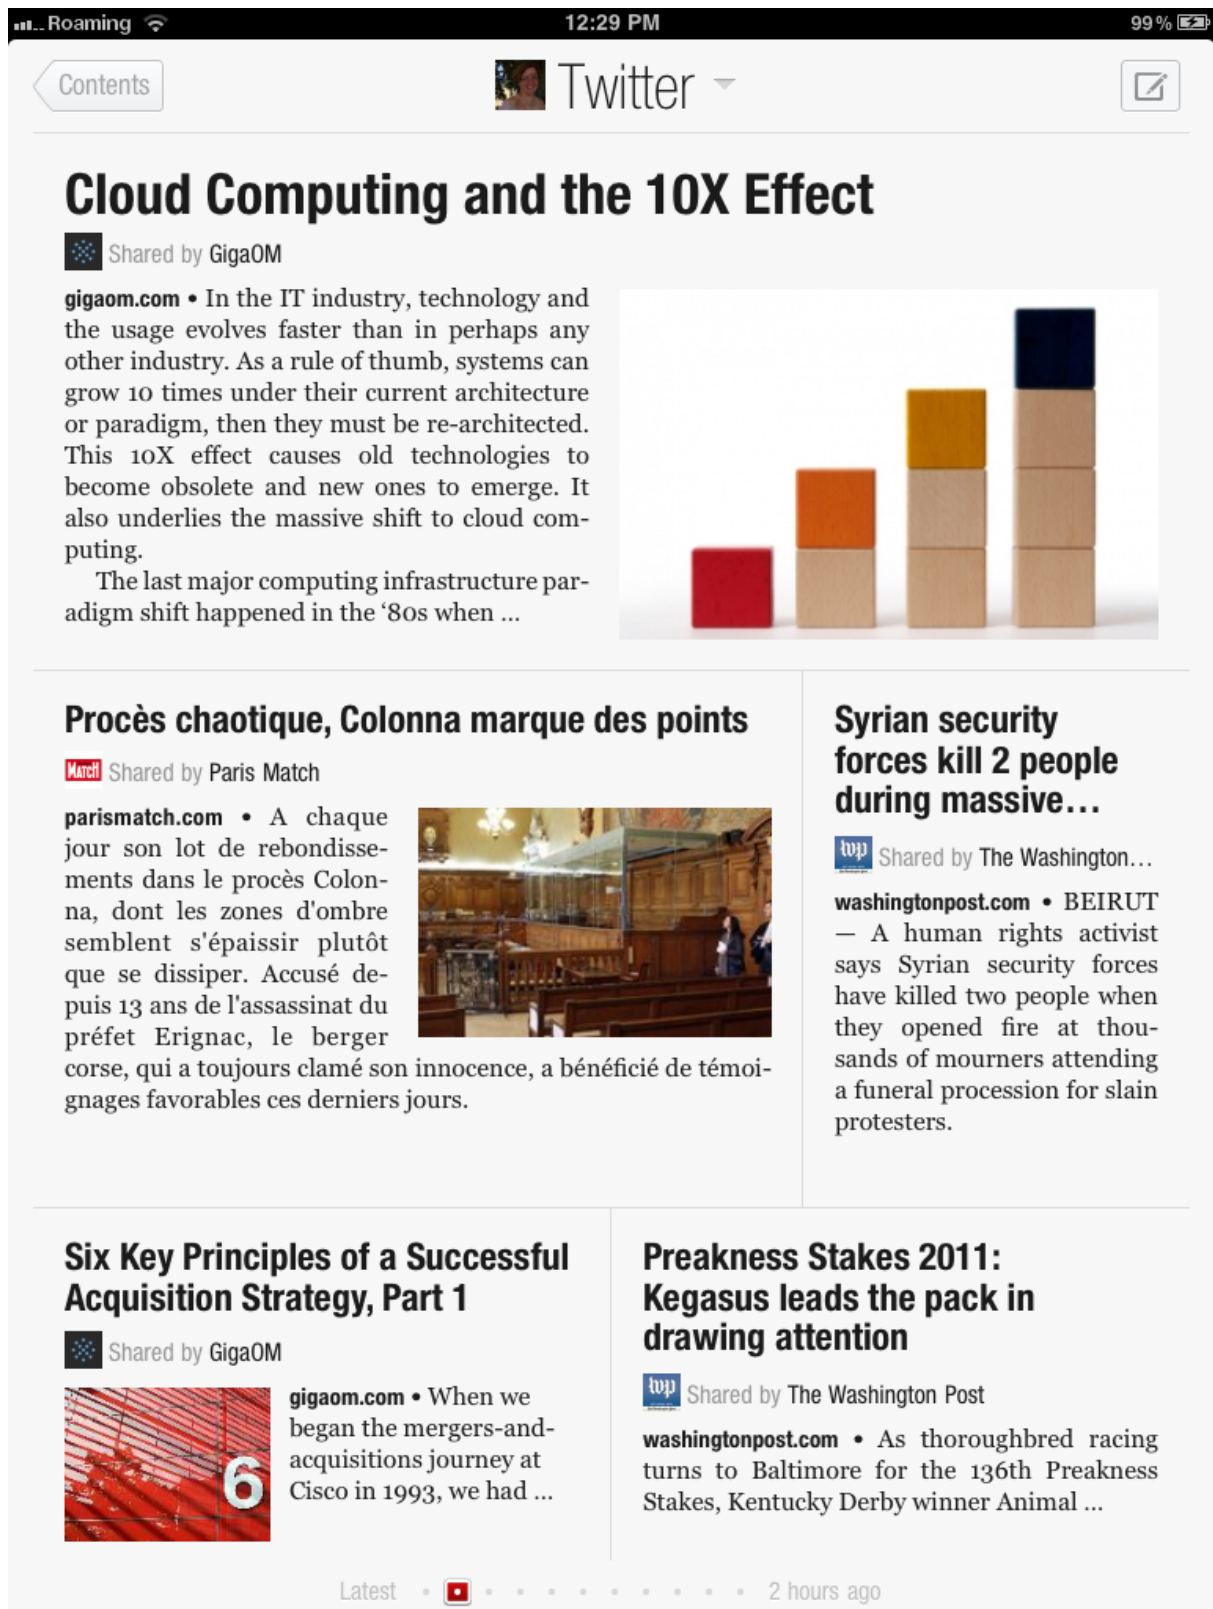 Roaming 12:29 PM 99%
Contents Twitter
Cloud Computing and the 10X Effect
Shared by GigaOM
gigaom.com • In the IT industry, technology and
the usage evolves faster than in perhaps any
other industry. As a rule of thumb, systems can
grow 10 times under their current architecture
or paradigm, then they must be re-architected.
This 10X effect causes old technologies to
become obsolete and new ones to emerge. It
also underlies the massive shift to cloud com-
puting.
The last major computing infrastructure par-
adigm shift happened in the ‘80s when ...
Procès chaotique, Colonna marque des points
MATCH Shared by Paris Match
parismatch.com • A chaque
jour son lot de rebondisse-
ments dans le procès Colon-
na, dont les zones d'ombre
semblent s'épaissir plutôt
que se dissiper. Accusé de-
puis 13 ans de l'assassinat du
préfet Erignac, le berger
corse, qui a toujours clamé son innocence, a bénéficié de témoi-
gnages favorables ces derniers jours.
Syrian security
forces kill 2 people
during massive...
wp Shared by The Washington...
washingtonpost.com • BEIRUT
— A human rights activist
says Syrian security forces
have killed two people when
they opened fire at thou-
sands of mourners attending
a funeral procession for slain
protesters.
Six Key Principles of a Successful
Acquisition Strategy, Part 1
Shared by GigaOM
6
gigaom.com • When we
began the mergers-and-
acquisitions journey at
Cisco in 1993, we had ...
Preakness Stakes 2011:
Kegasus leads the pack in
drawing attention
wp Shared by The Washington Post
washingtonpost.com • As thoroughbred racing
turns to Baltimore for the 136th Preakness
Stakes, Kentucky Derby winner Animal ...
Latest 2 hours ago